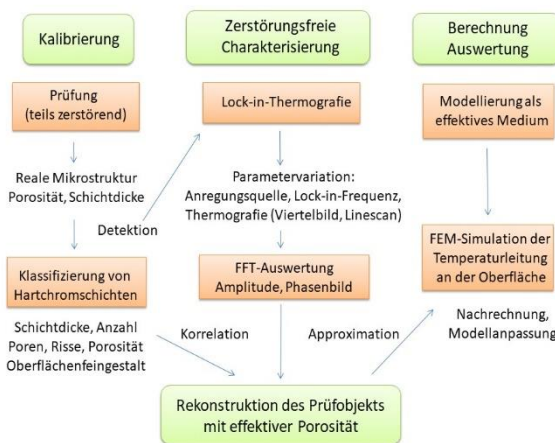 Kalibrierung
Zerstörungsfreie
Charakterisierung
Berechnung
Auswertung
Prüfung
(teils zerstörend)
Lock-in-Thermografie
Modellierung als
effektives Medium
Reale Mikrostruktur
Porosität, Schichtdicke
Detektion
Parametervariation:
Anregungsquelle, Lock-in-Frequenz,
Thermografie (Viertelbild, Linescan)
Klassifizierung von
Hartchromschichten
FFT-Auswertung
Amplitude, Phasenbild
FEM-Simulation der
Temperaturleitung
an der Oberfläche
Schichtdicke, Anzahl
Poren, Risse, Porosität
Oberflächenfeingestalt
Korrelation
Approximation
Nachrechnung,
Modellanpassung
Rekonstruktion des Prüfobjekts
mit effektiver Porosität